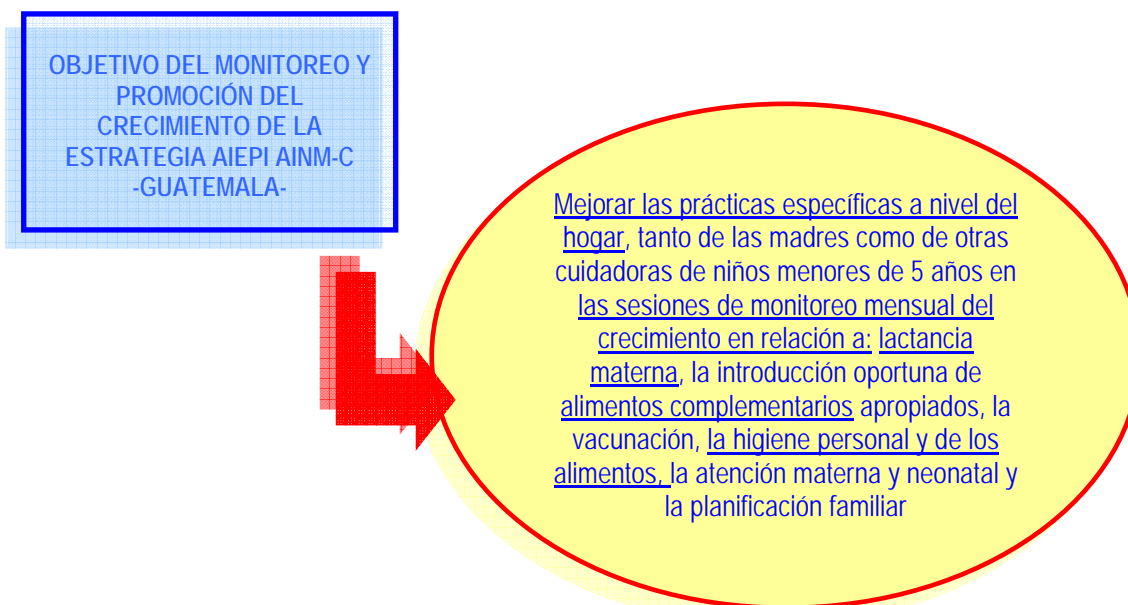 OBJETIVO DEL MONITOREO Y
PROMOCIÓN DEL
CRECIMIENTO DE LA
ESTRATEGIA AIEPI AINM-C
-GUATEMALA-
Mejorar las prácticas específicas a nivel del
hogar, tanto de las madres como de otras
cuidadoras de niños menores de 5 años en
las sesiones de monitoreo mensual del
crecimiento en relación a: lactancia
materna, la introducción oportuna de
alimentos complementarios apropiados, la
vacunación, la higiene personal y de los
alimentos, la atención materna y neonatal y
la planificación familiar